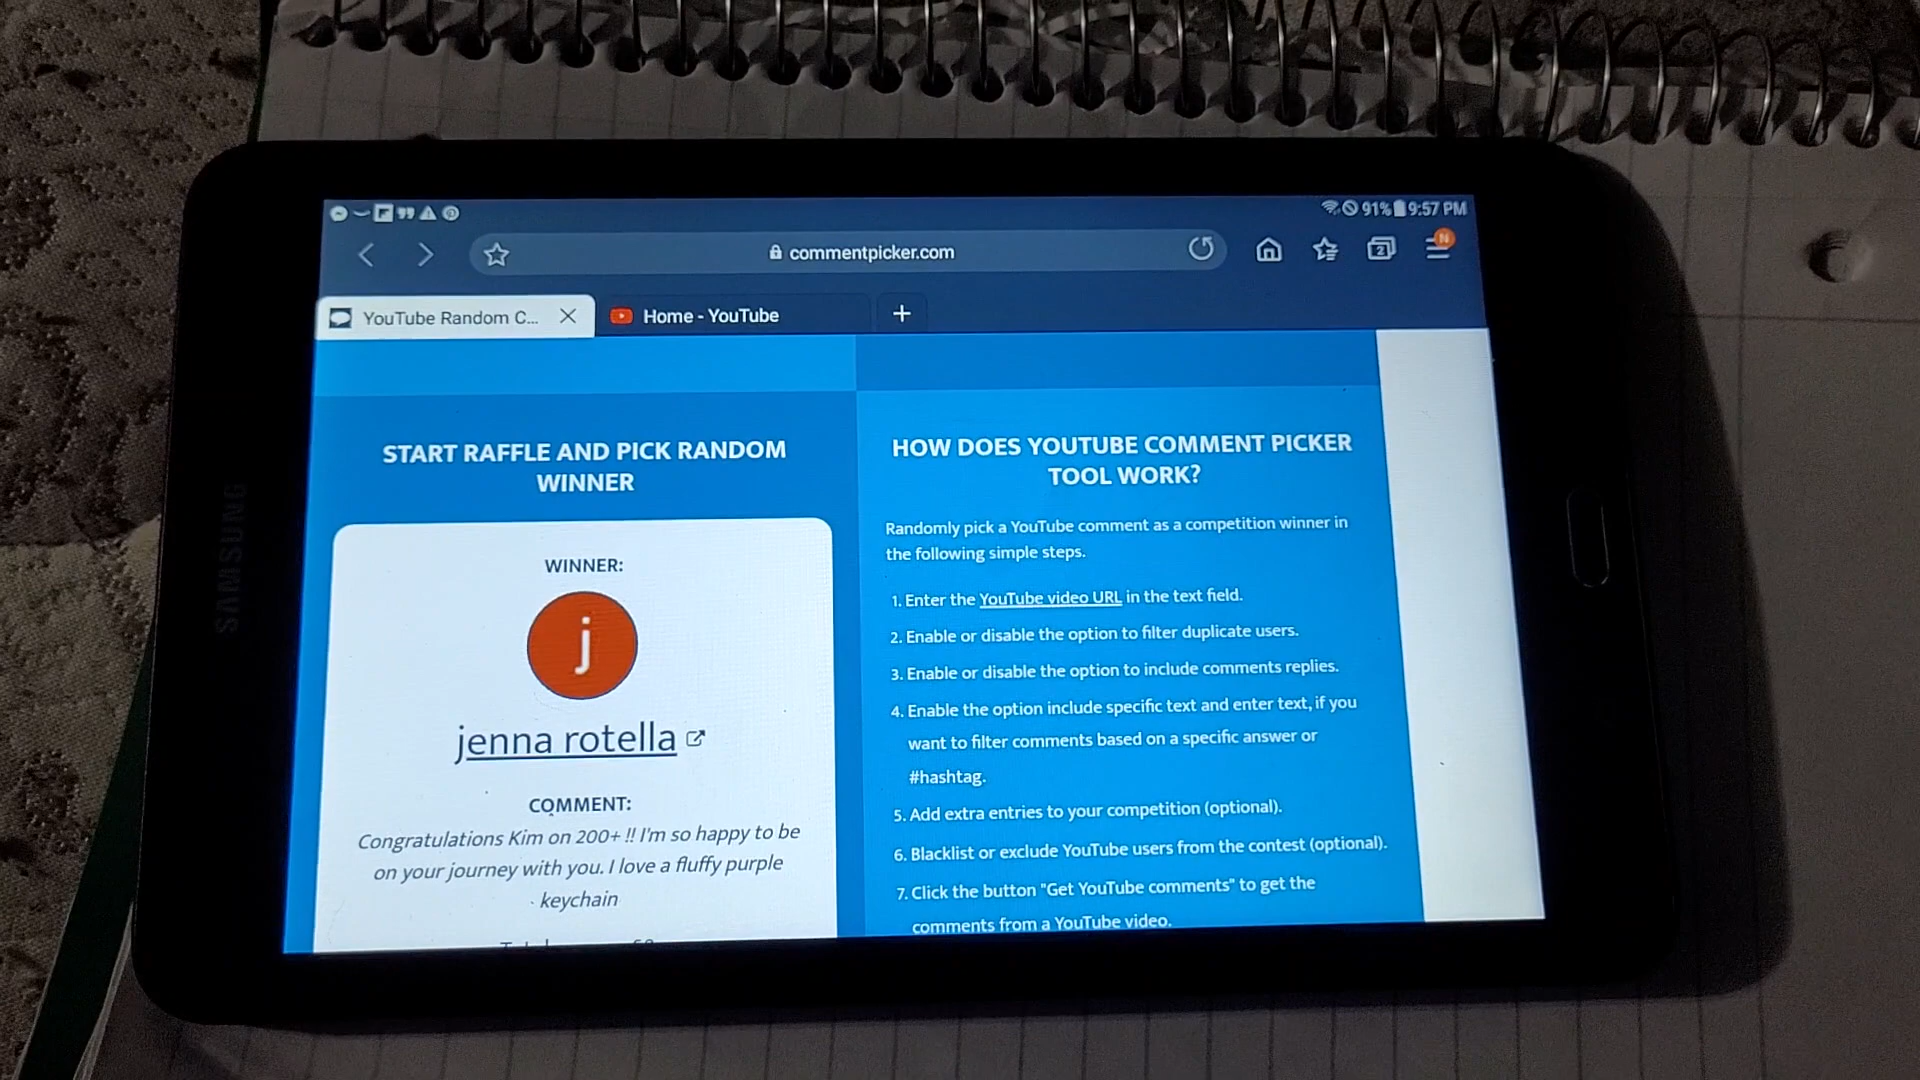 91% 9:57 PM
commentpicker.com
2
N
YouTube Random C...
Home - YouTube
START RAFFLE AND PICK RANDOM
WINNER
WINNER:
j
jenna rotella
COMMENT:
Congratulations Kim on 200+ !! I'm so happy to be
on your journey with you. I love a fluffy purple
keychain
HOW DOES YOUTUBE COMMENT PICKER
TOOL WORK?
Randomly pick a YouTube comment as a competition winner in
the following simple steps.
1. Enter the YouTube video URL in the text field.
2. Enable or disable the option to filter duplicate users.
3. Enable or disable the option to include comments replies.
4. Enable the option include specific text and enter text, if you
want to filter comments based on a specific answer or
#hashtag.
5. Add extra entries to your competition (optional).
6. Blacklist or exclude YouTube users from the contest (optional).
7. Click the button "Get YouTube comments" to get the
comments from a YouTube video.
SAMSUNG